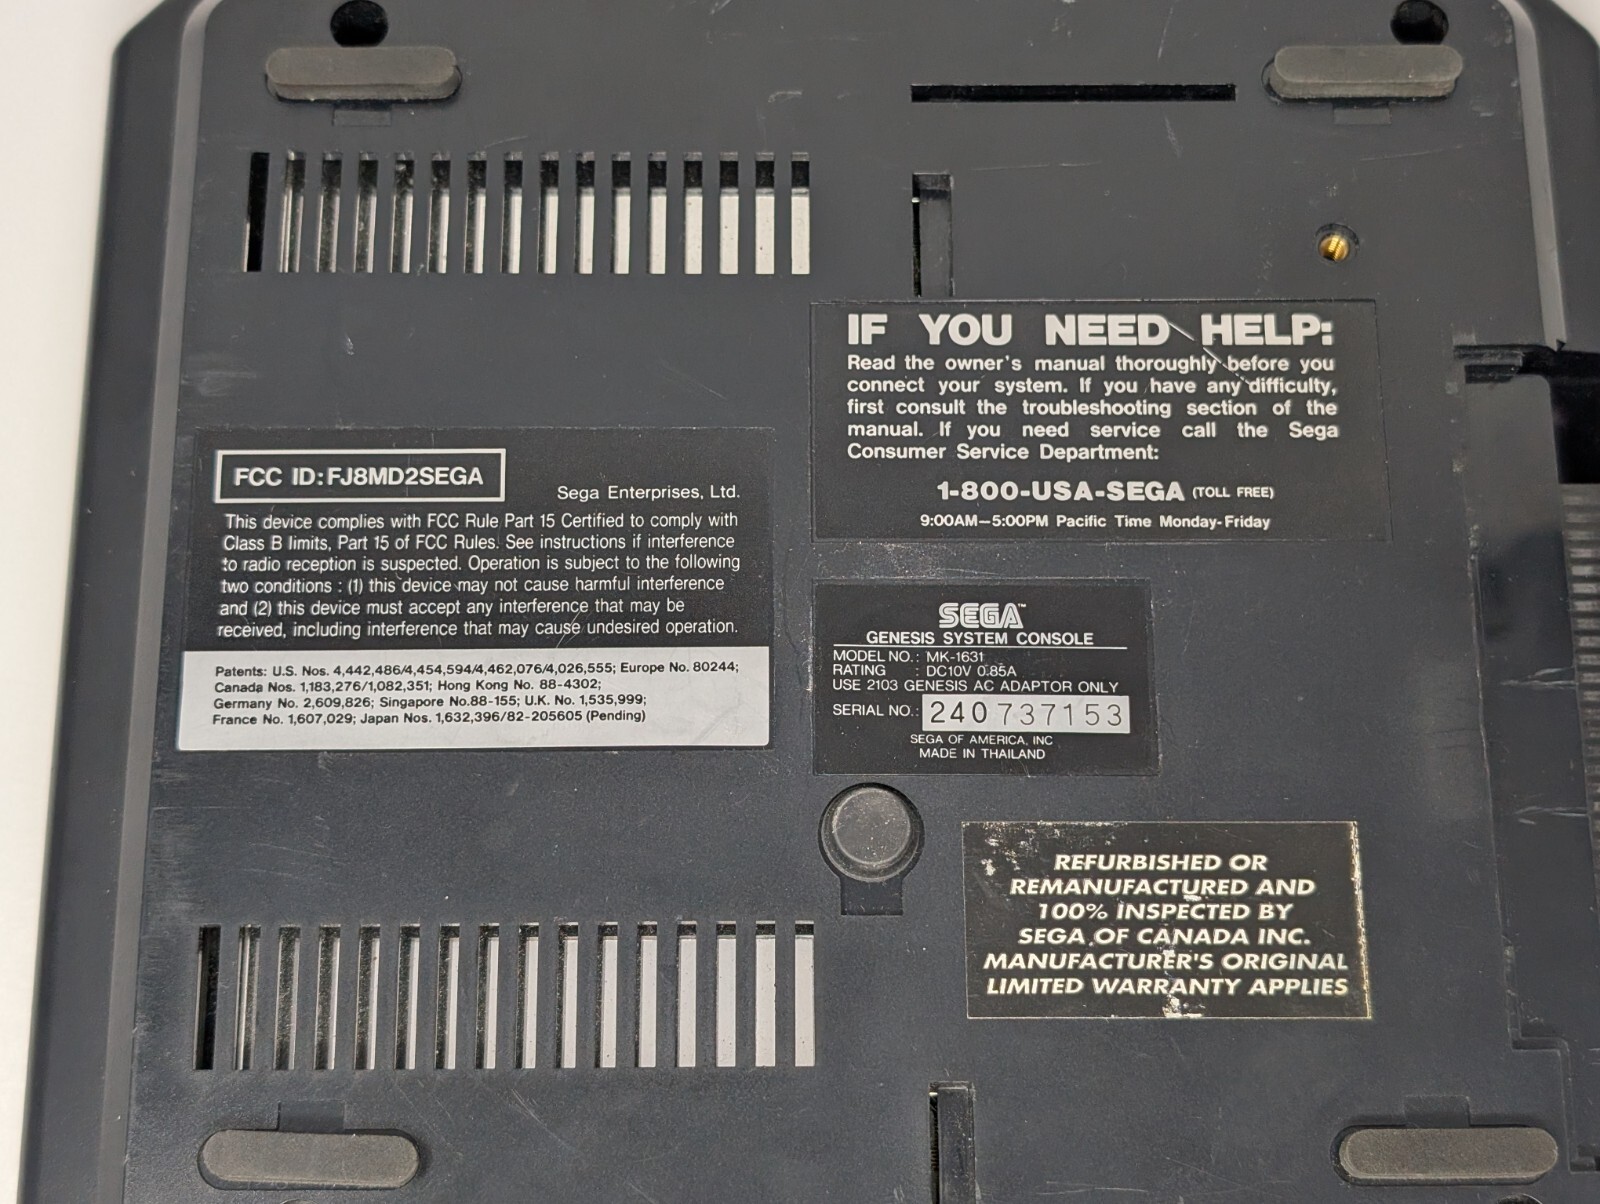 IF YOU NEED HELP:
Read the owner's manual thoroughly before you
connect your system. If you have any difficulty,
first consult the troubleshooting section of the
manual. If you need service call the Sega
Consumer Service Department:
1-800-USA-SEGA (TOLL FREE)
9:00AM–5:00PM Pacific Time Monday-Friday
FCC ID:FJ8MD2SEGA
Sega Enterprises, Ltd.
This device complies with FCC Rule Part 15 Certified to comply with
Class B limits, Part 15 of FCC Rules. See instructions if interference
to radio reception is suspected. Operation is subject to the following
two conditions : (1) this device may not cause harmful interference
and (2) this device must accept any interference that may be
received, including interference that may cause undesired operation.
Patents: U.S. Nos. 4,442,486/4,454,594/4,462,076/4,026,555; Europe No. 80244;
Canada Nos. 1,183,276/1,082,351; Hong Kong No. 88-4302;
Germany No. 2,609,826; Singapore No.88-155; U.K. No. 1,535,999;
France No. 1,607,029; Japan Nos. 1,632,396/82-205605 (Pending)
SEGA™
GENESIS SYSTEM CONSOLE
MODEL NO.: MK-1631
RATING : DC10V 0.85A
USE 2103 GENESIS AC ADAPTOR ONLY
SERIAL NO.: 240737153
SEGA OF AMERICA, INC
MADE IN THAILAND
REFURBISHED OR
REMANUFACTURED AND
100% INSPECTED BY
SEGA OF CANADA INC.
MANUFACTURER'S ORIGINAL
LIMITED WARRANTY APPLIES